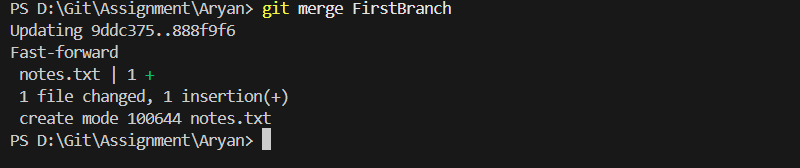 PS D:\Git\Assignment\Aryan> git merge FirstBranch
Updating 9ddc375..888f9f6
Fast-forward
 notes.txt | 1 +
 1 file changed, 1 insertion(+)
 create mode 100644 notes.txt
PS D:\Git\Assignment\Aryan>